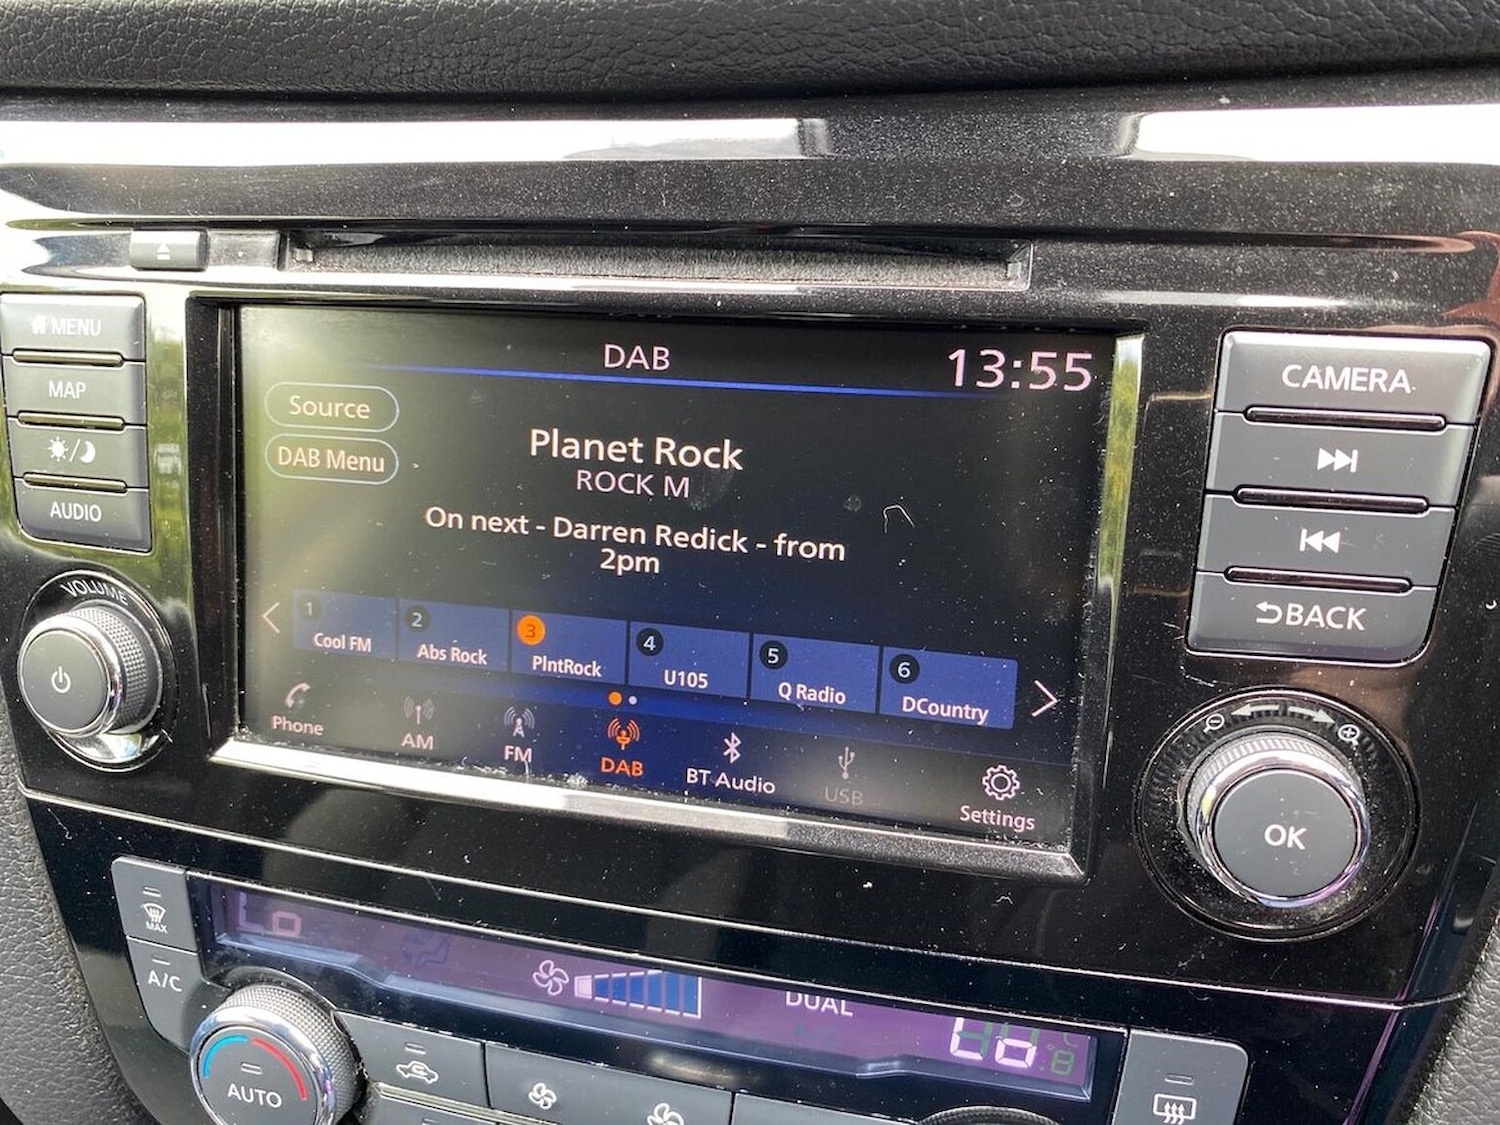 MENU
MAP
AUDIO
VOLUME
DAB
13:55
Source
DAB Menu
Planet Rock
ROCK M
On next - Darren Redick - from
2pm
1
Cool FM
2
Abs Rock
3
PlntRock
4
U105
5
Q Radio
6
DCountry
Phone
AM
FM
DAB
BT Audio
USB
Settings
CAMERA
BACK
OK
MAX
A/C
Lo
DUAL
Lo
AUTO